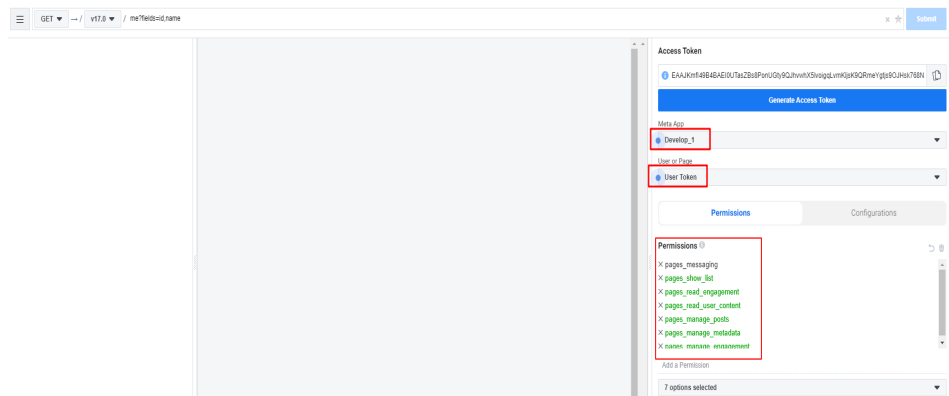 GET → / v17.0 / me?fields=id,name Submit
Access Token
Generate Access Token
Meta App
Develop_1
User or Page
User Token
Permissions Configurations
Permissions
X pages_messaging
X pages_show_list
X pages_read_engagement
X pages_read_user_content
X pages_manage_posts
X pages_manage_metadata
X pages_manage_engagement
Add a Permission
7 options selected